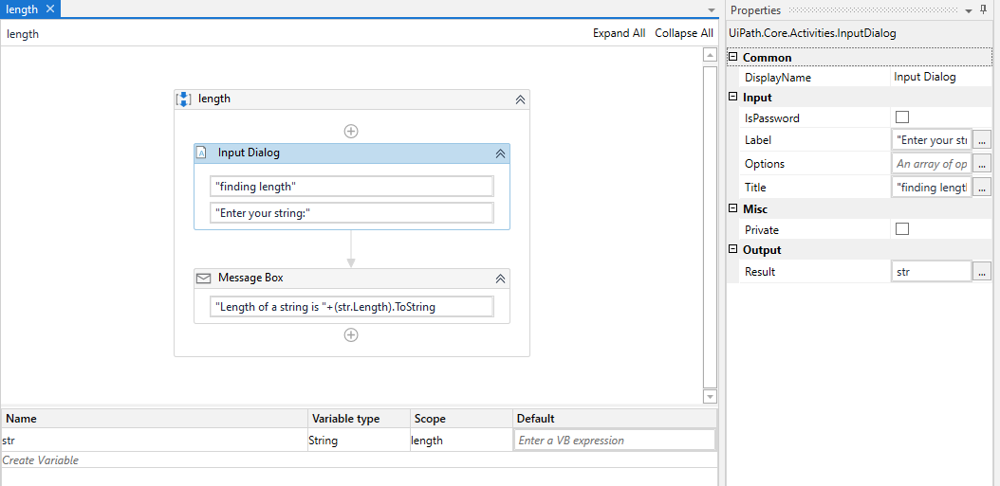 length
length
Expand All Collapse All
length
A Input Dialog
"finding length"
"Enter your string:"
Message Box
"Length of a string is "+(str.Length).ToString
Name Variable type Scope Default
str String length Enter a VB expression
Create Variable
Properties
UiPath.Core.Activities.InputDialog
Common
DisplayName Input Dialog
Input
IsPassword
Label "Enter your str ...
Options An array of op ...
Title "finding length ...
Misc
Private
Output
Result str ...